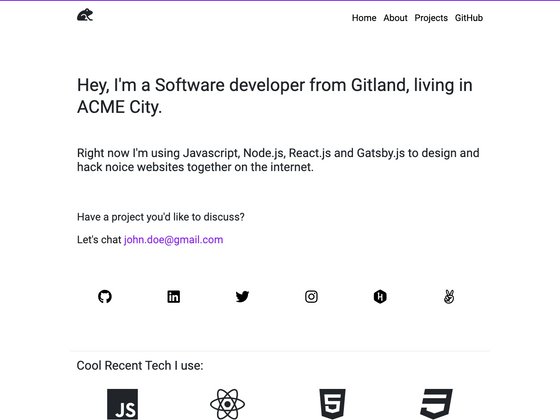 Home About Projects GitHub
Hey, I'm a Software developer from Gitland, living in
ACME City.
Right now I'm using Javascript, Node.js, React.js and Gatsby.js to design and
hack noice websites together on the internet.
Have a project you'd like to discuss?
Let's chat john.doe@gmail.com
in
Cool Recent Tech I use:
JS